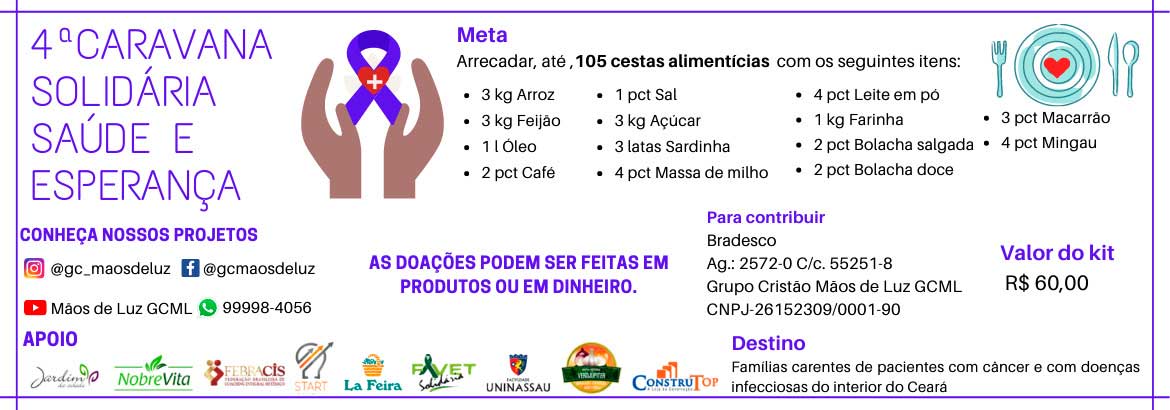 4ª CARAVANA
SOLIDÁRIA
SAÚDE E
ESPERANÇA
Meta
Arrecadar, até ,105 cestas alimentícias com os seguintes itens:
• 3 kg Arroz
• 3 kg Feijão
• 1 l Óleo
• 2 pct Café
• 1 pct Sal
• 3 kg Açúcar
• 3 latas Sardinha
• 4 pct Massa de milho
• 4 pct Leite em pó
• 1 kg Farinha
• 2 pct Bolacha salgada
• 2 pct Bolacha doce
• 3 pct Macarrão
• 4 pct Mingau
CONHEÇA NOSSOS PROJETOS
@gc_maosdeluz @gcmaosdeluz
Mãos de Luz GCML 99998-4056
AS DOAÇÕES PODEM SER FEITAS EM
PRODUTOS OU EM DINHEIRO.
Para contribuir
Bradesco
Ag.: 2572-0 C/c. 55251-8
Grupo Cristão Mãos de Luz GCML
CNPJ-26152309/0001-90
Valor do kit
R$ 60,00
APOIO
Jardim
NobreVita
FEBRACIS
START
La Feira
FAVET
Solidária
UNINASSAU
CONSTRUTOP
Destino
Famílias carentes de pacientes com câncer e com doenças
infecciosas do interior do Ceará